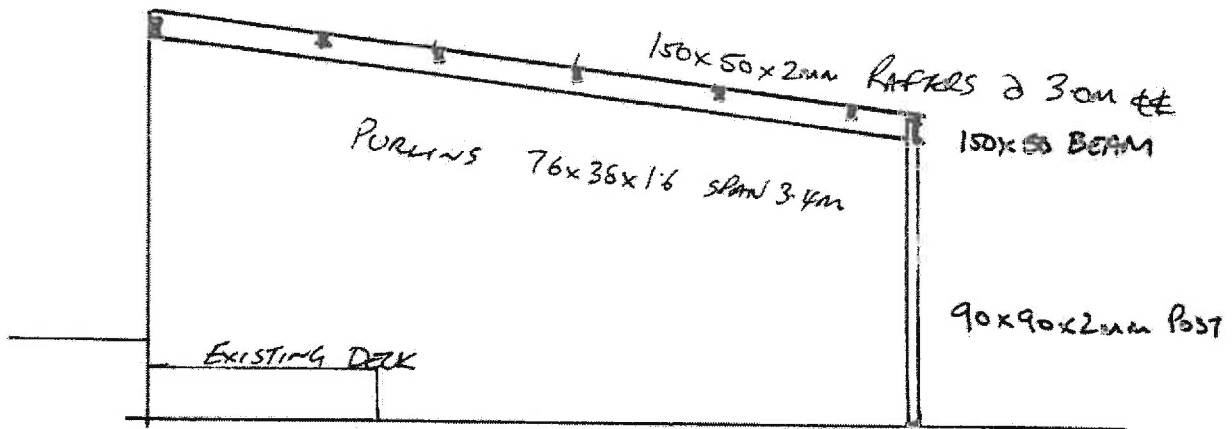 150x50x2mm RAFTERS @ 3.0m
150x50 BEAM
PURLINS 76x38x1.6 SPAN 3.4m
90x90x2mm POST
EXISTING DECK